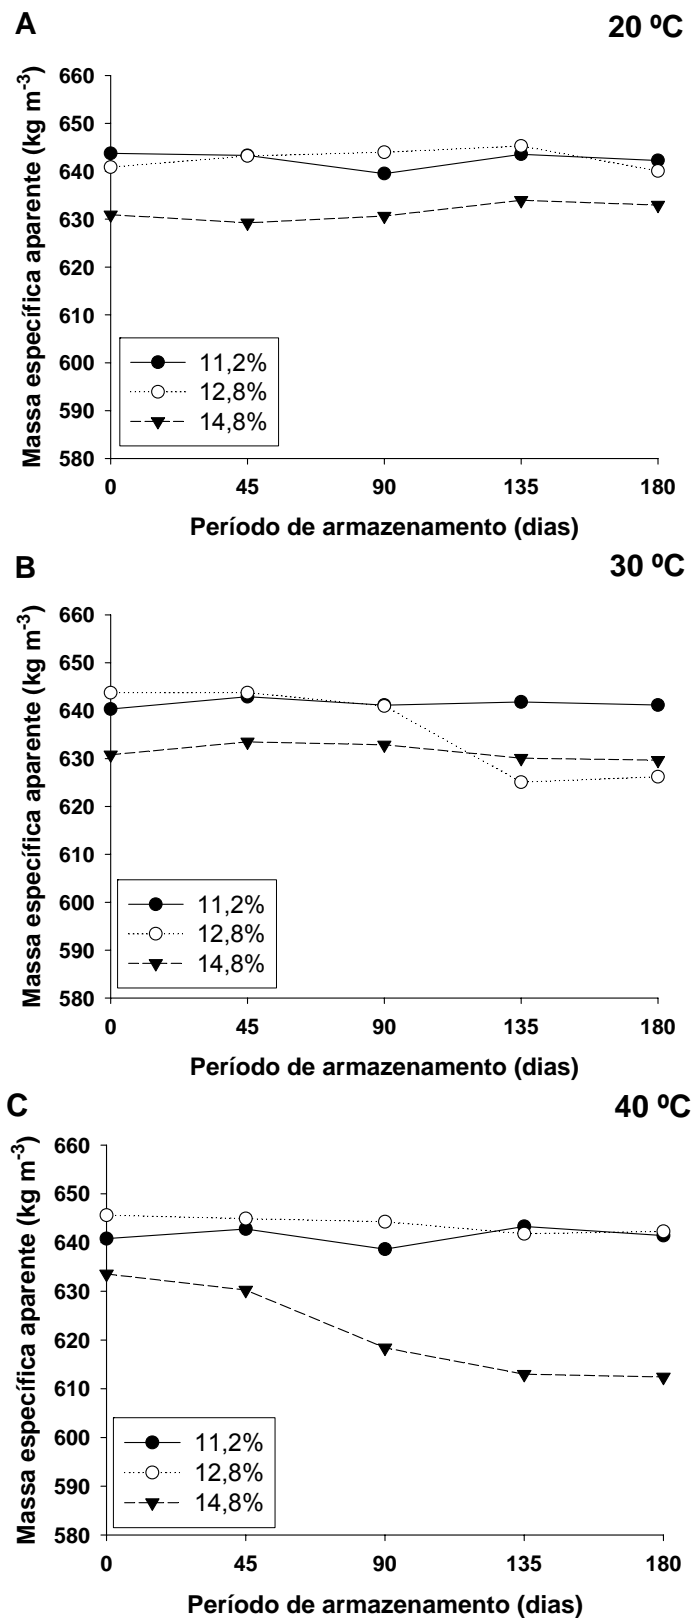 A
20 ºC
Massa específica aparente (kg m-3)
660
650
640
630
620
610
600
590
580
11,2%
12,8%
14,8%
0 45 90 135 180
Período de armazenamento (dias)
B
30 ºC
Massa específica aparente (kg m-3)
660
650
640
630
620
610
600
590
580
11,2%
12,8%
14,8%
0 45 90 135 180
Período de armazenamento (dias)
C
40 ºC
Massa específica aparente (kg m-3)
660
650
640
630
620
610
600
590
580
11,2%
12,8%
14,8%
0 45 90 135 180
Período de armazenamento (dias)